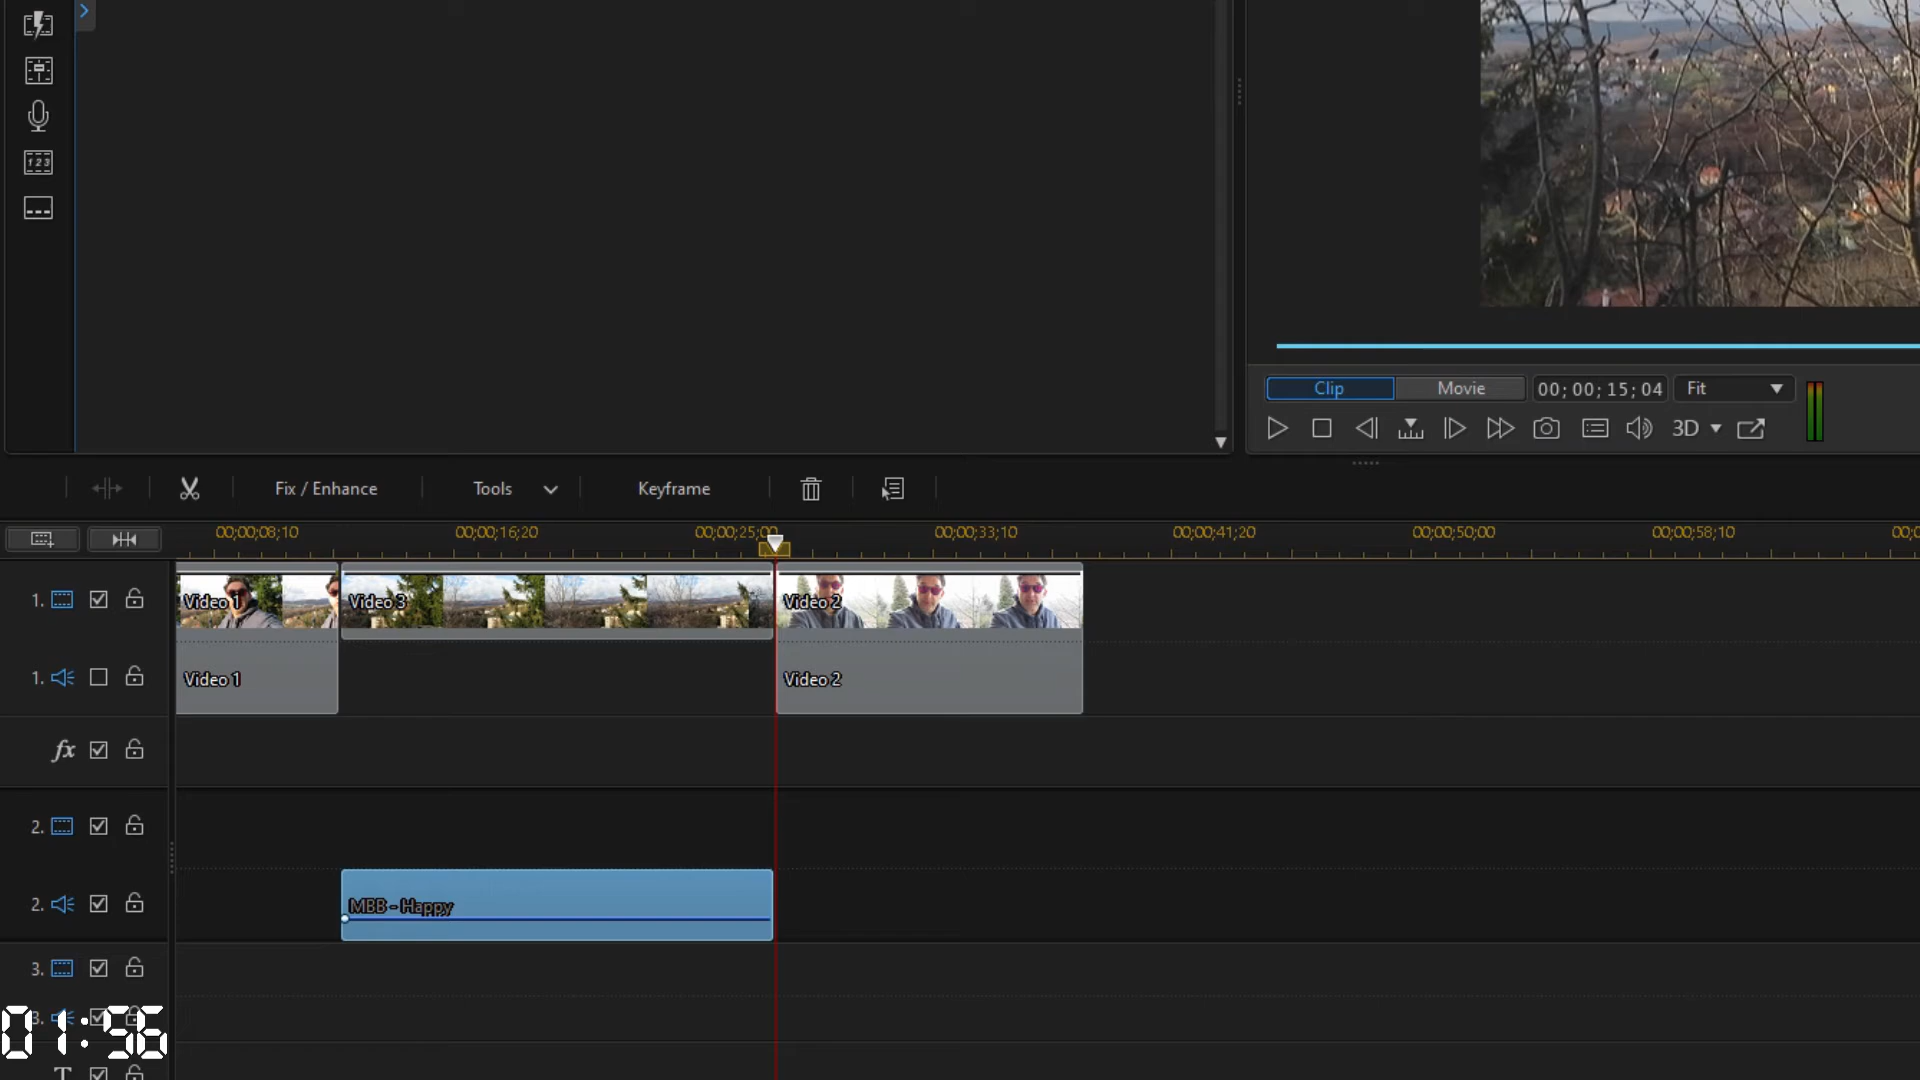 Clip Movie 00; 00; 15; 04 Fit
3D
Fix / Enhance Tools Keyframe
00;00;08;10 00;00;16;20 00;00;25;00 00;00;33;10 00;00;41;20 00;00;50;00 00;00;58;10
1. Video 1 Video 3 Video 2
1. Video 1 Video 2
fx
2.
2. MBB - Happy
3.
3.
01:56
T